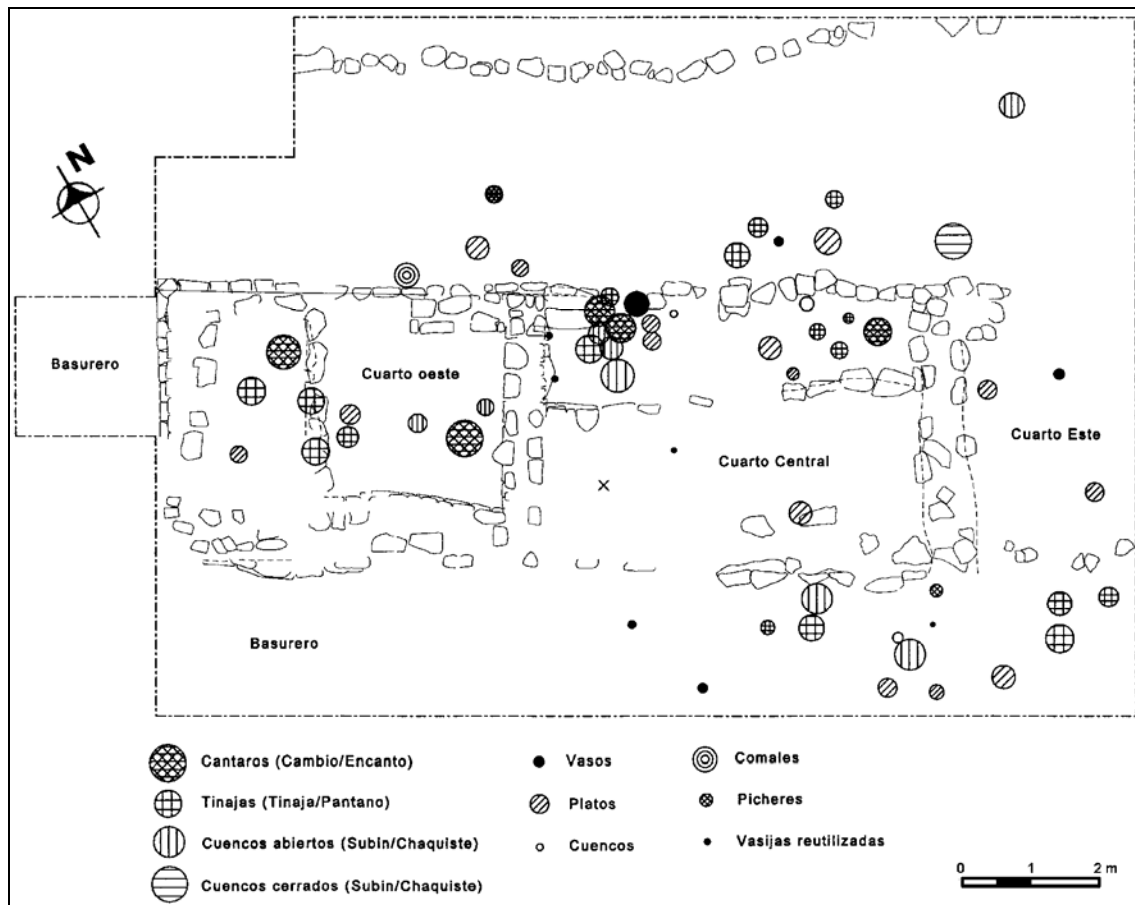 N
Basurero
Cuarto oeste
Cuarto Este
Cuarto Central
Basurero
Cantaros (Cambio/Encanto)
Tinajas (Tinaja/Pantano)
Cuencos abiertos (Subin/Chaquiste)
Cuencos cerrados (Subin/Chaquiste)
Vasos
Platos
Cuencos
Comales
Picheres
Vasijas reutilizadas
0 1 2 m